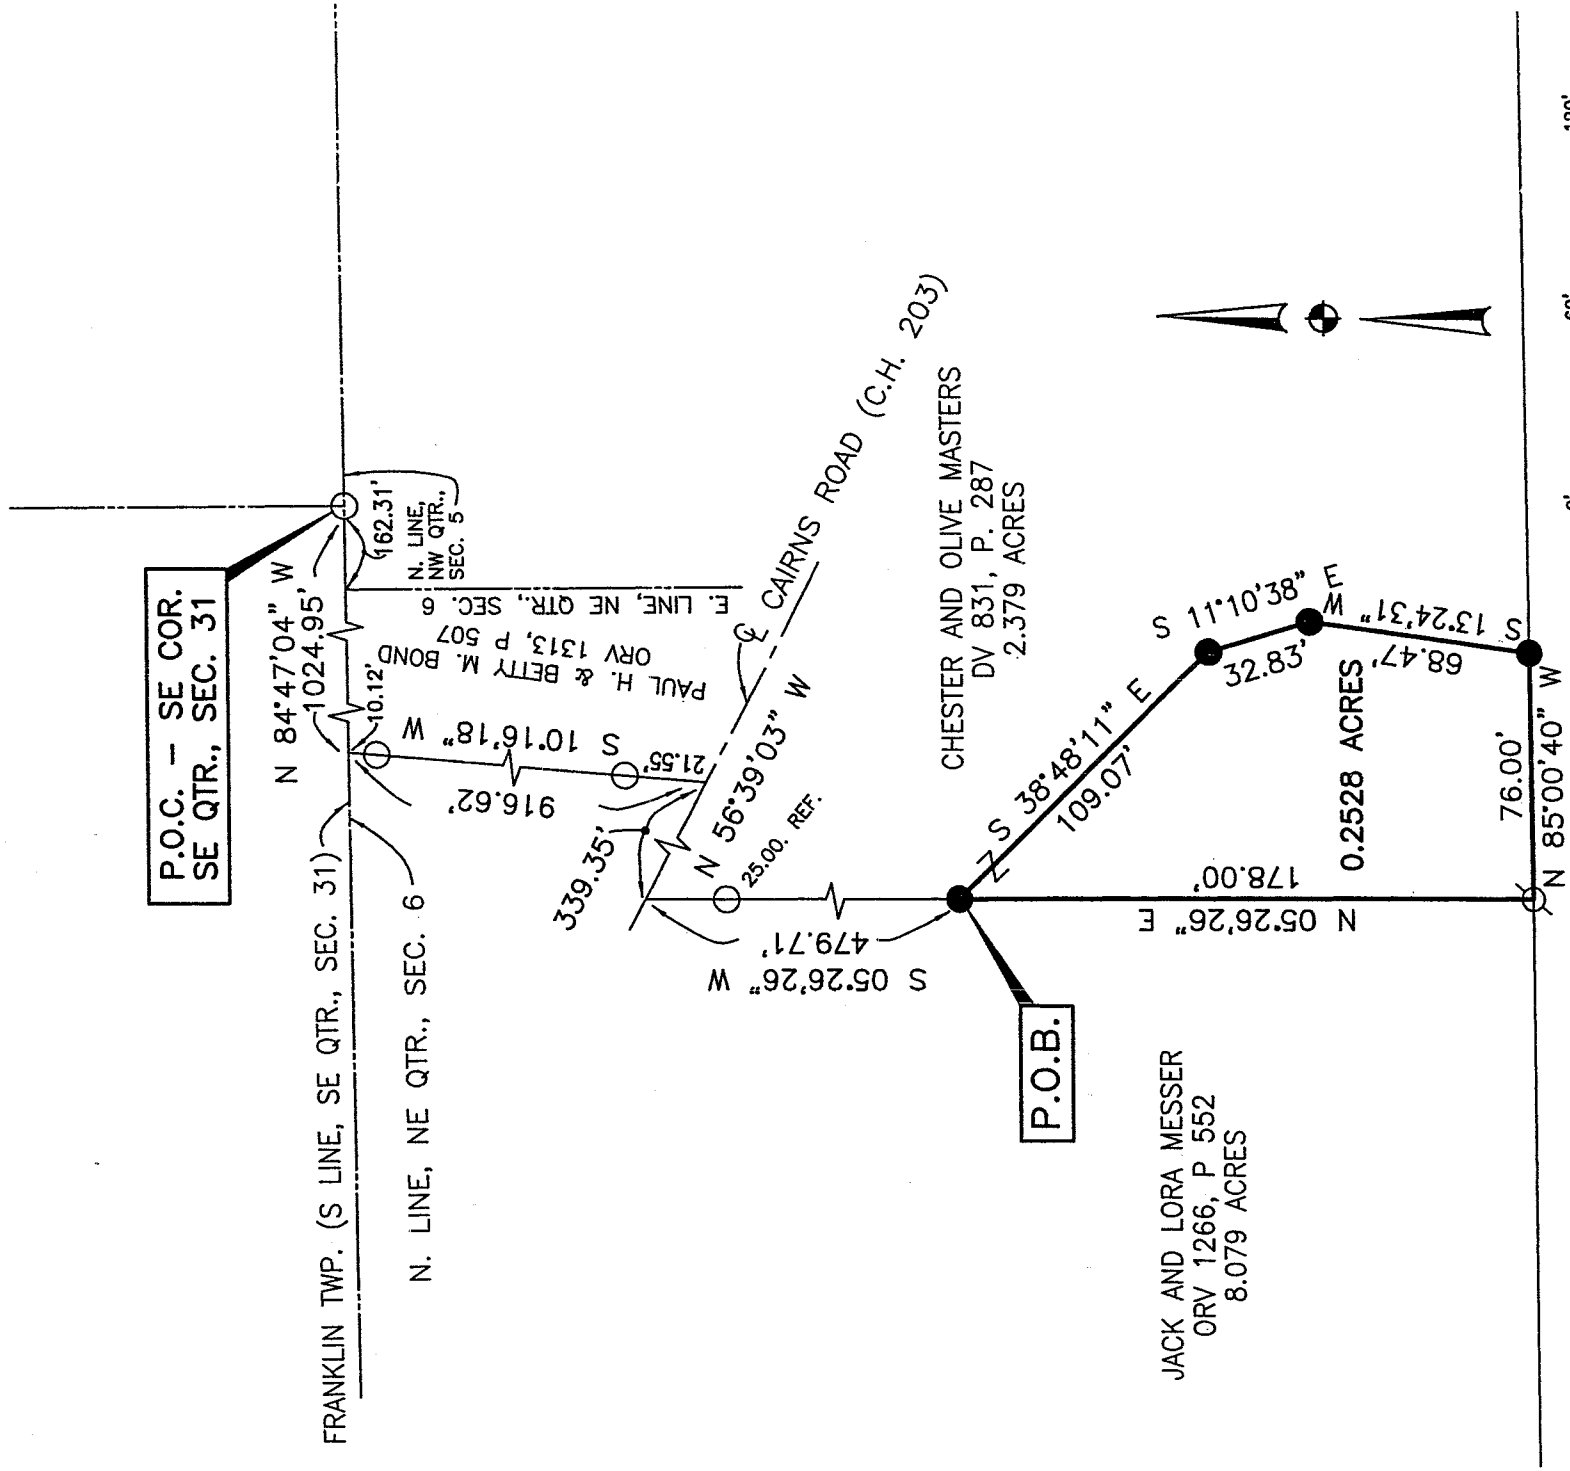 P.O.C. – SE COR.
SE QTR., SEC. 31
N 84°47'04" W
1024.95'
162.31'
N. LINE,
NW QTR.,
SEC. 5
FRANKLIN TWP. (S LINE, SE QTR., SEC. 31)
N. LINE, NE QTR., SEC. 6
10.12'
S 10°16'18" W
916.62'
21.55'
E. LINE, NE QTR., SEC. 6
PAUL H. & BETTY M. BOND
ORV 1313, P 507
℄ CAIRNS ROAD (C.H. 203)
339.35'
N 56°39'03" W
25.00. REF.
S 05°26'26" W
479.71'
P.O.B.
CHESTER AND OLIVE MASTERS
DV 831, P. 287
2.379 ACRES
S 38°48'11" E
109.07'
S 11°10'38" E
32.83'
S 13°24'31" W
68.47'
N 85°00'40" W
76.00'
N 05°26'26" E
178.00'
0.2528 ACRES
JACK AND LORA MESSER
ORV 1266, P 552
8.079 ACRES